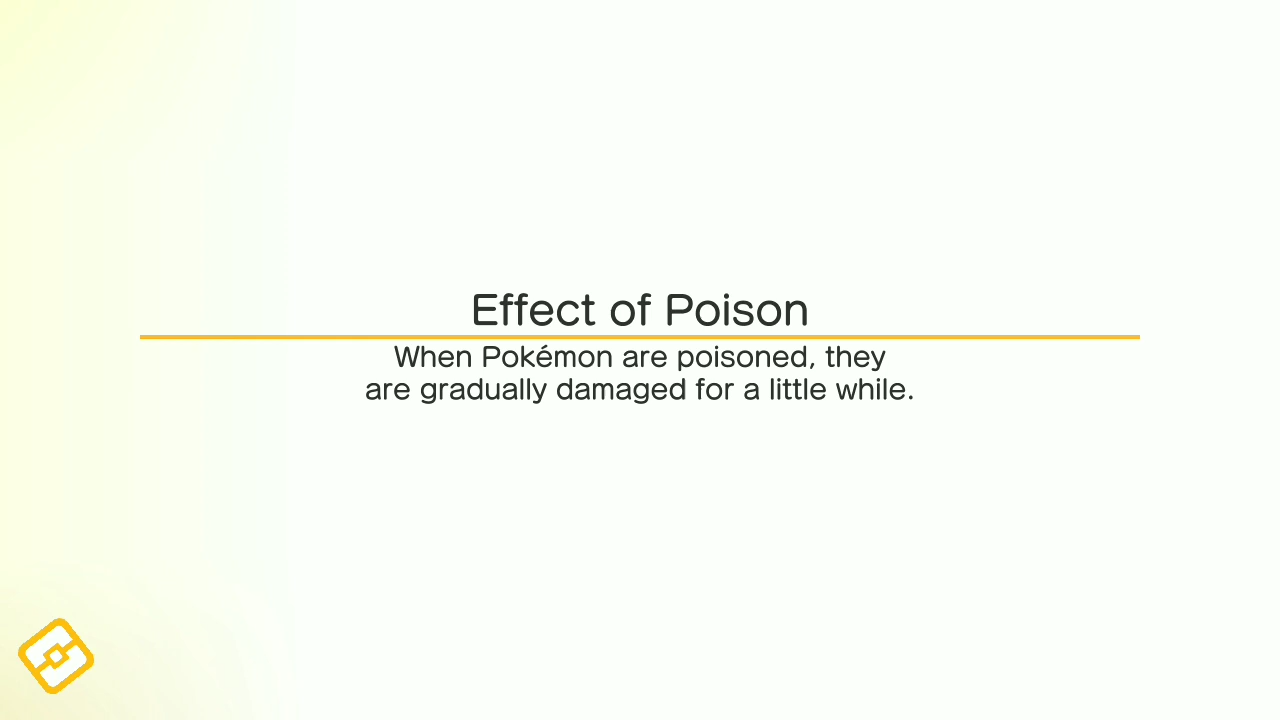 Effect of Poison
When Pokémon are poisoned, they
are gradually damaged for a little while.